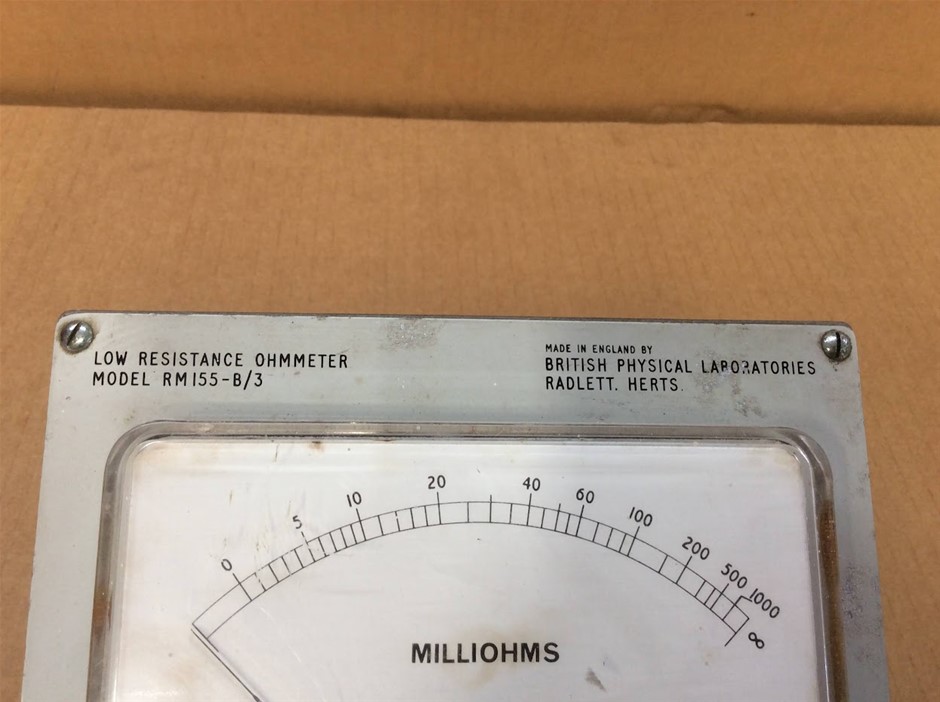 LOW RESISTANCE OHMMETER
MODEL RM155-B/3
MADE IN ENGLAND BY
BRITISH PHYSICAL LABORATORIES
RADLETT. HERTS.
0 5 10 20 40 60 100 200 500 1000 ∞
MILLIOHMS